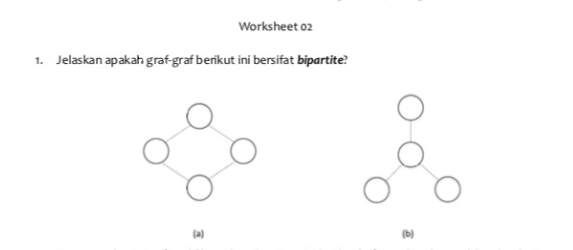 Worksheet 02
1. Jelaskan apakah graf-graf berikut ini bersifat bipartite?
(a) (b)